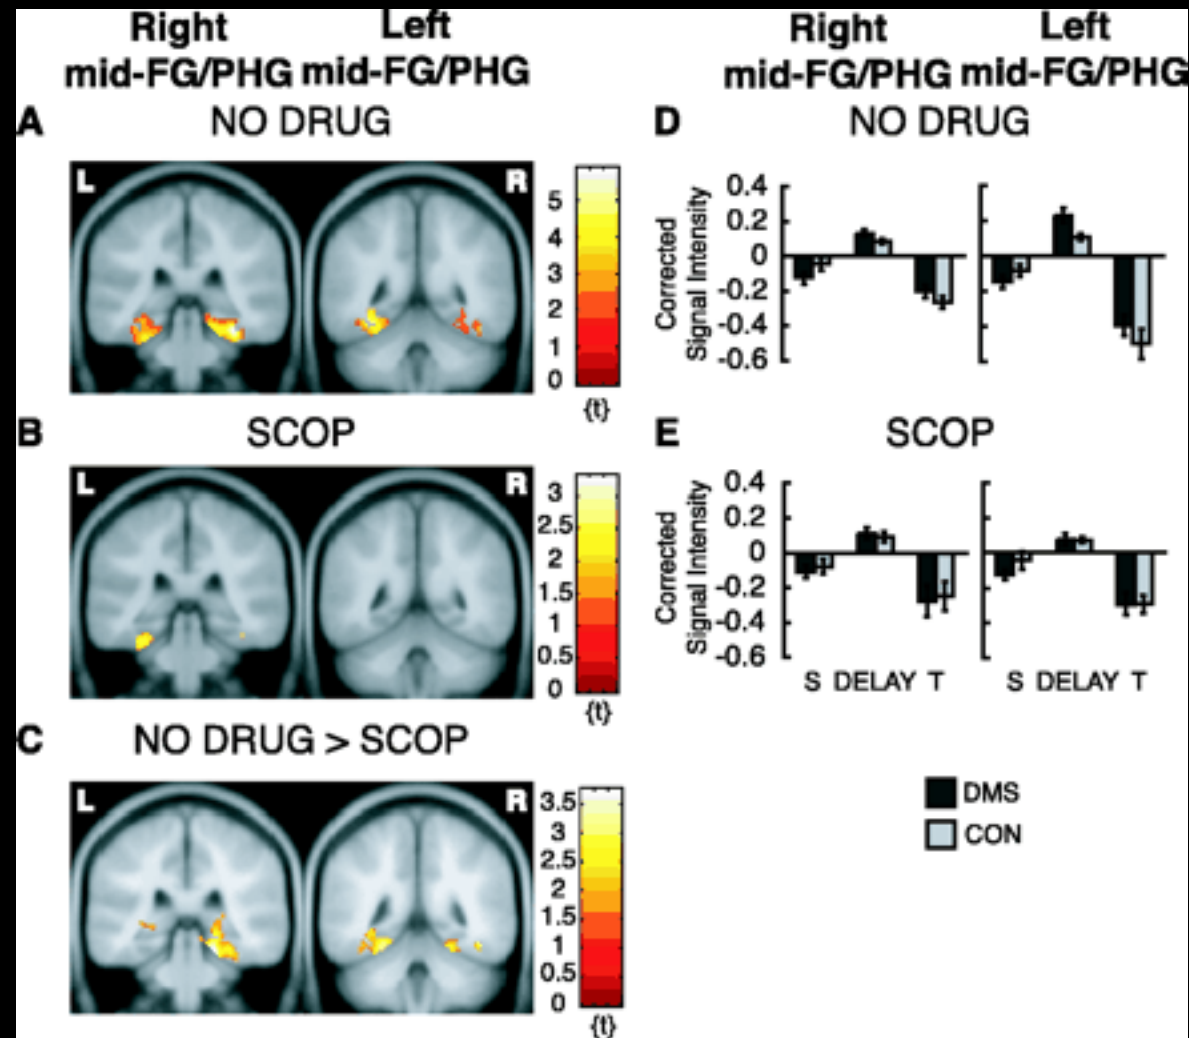 Right Left
mid-FG/PHG mid-FG/PHG
A NO DRUG
L R
5
4
3
2
1
0
{t}
B SCOP
L R
3
2.5
2
1.5
1
0.5
0
{t}
C NO DRUG > SCOP
L R
3.5
3
2.5
2
1.5
1
0.5
0
{t}
Right Left
mid-FG/PHG mid-FG/PHG
D NO DRUG
Corrected
Signal Intensity
0.4
0.2
0
-0.2
-0.4
-0.6
E SCOP
Corrected
Signal Intensity
0.4
0.2
0
-0.2
-0.4
-0.6
S DELAY T S DELAY T
DMS
CON